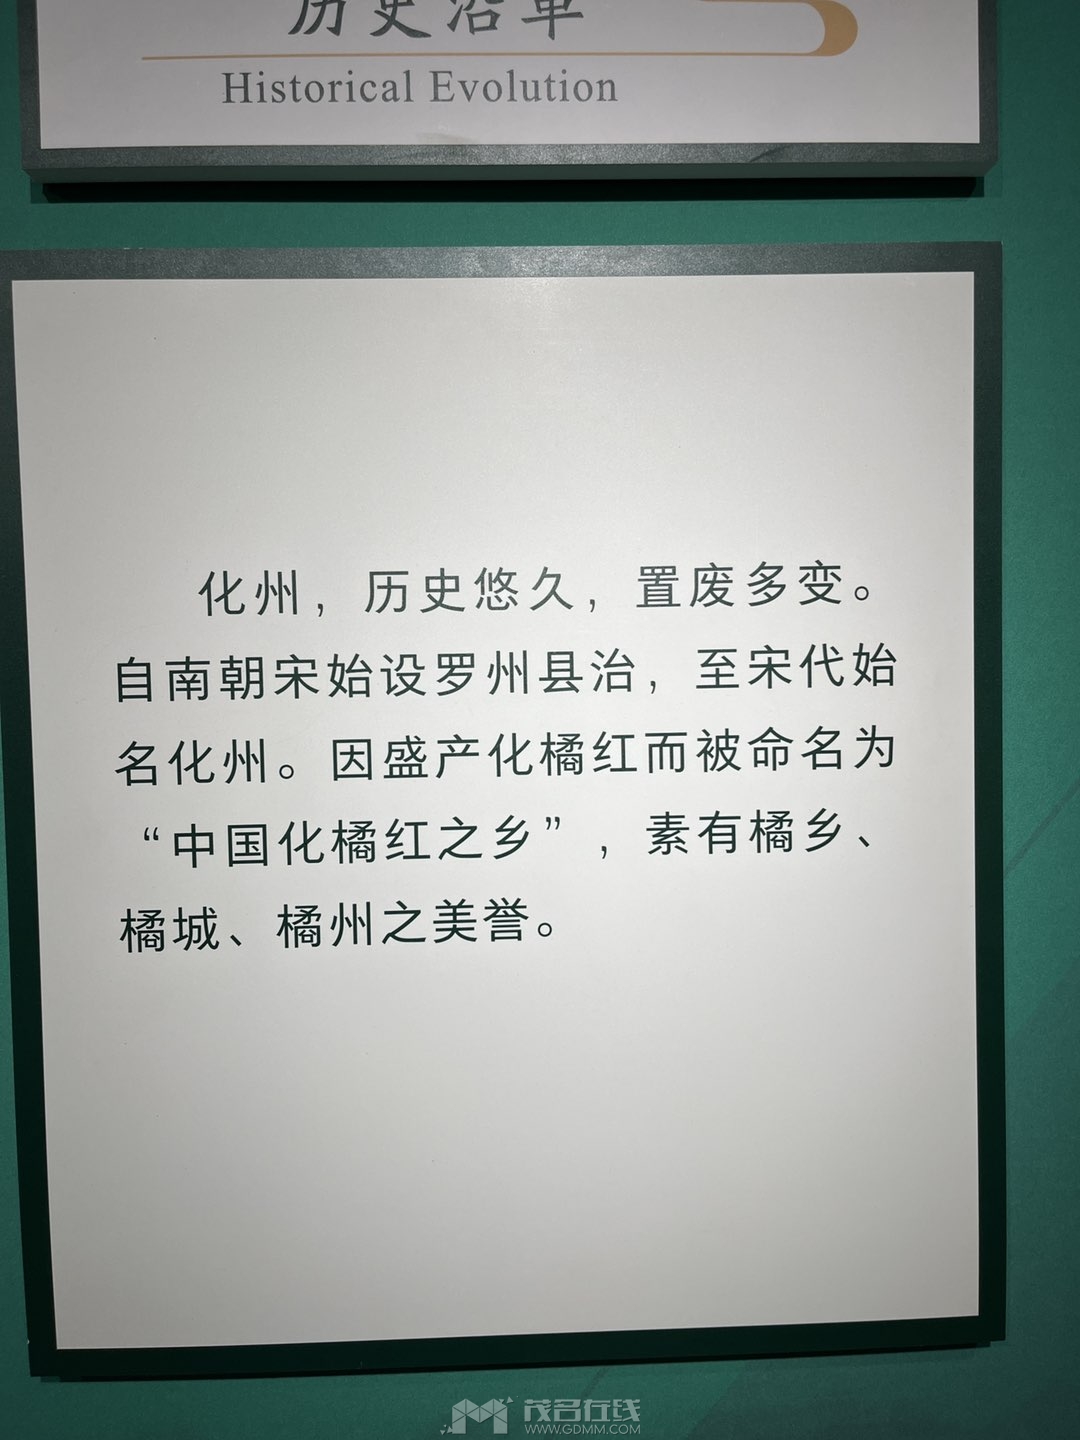 历史沿革
Historical Evolution
化州，历史悠久，置废多变。
自南朝宋始设罗州县治，至宋代始
名化州。因盛产化橘红而被命名为
“中国化橘红之乡”，素有橘乡、
橘城、橘州之美誉。
茂名在线
WWW.GDMM.COM